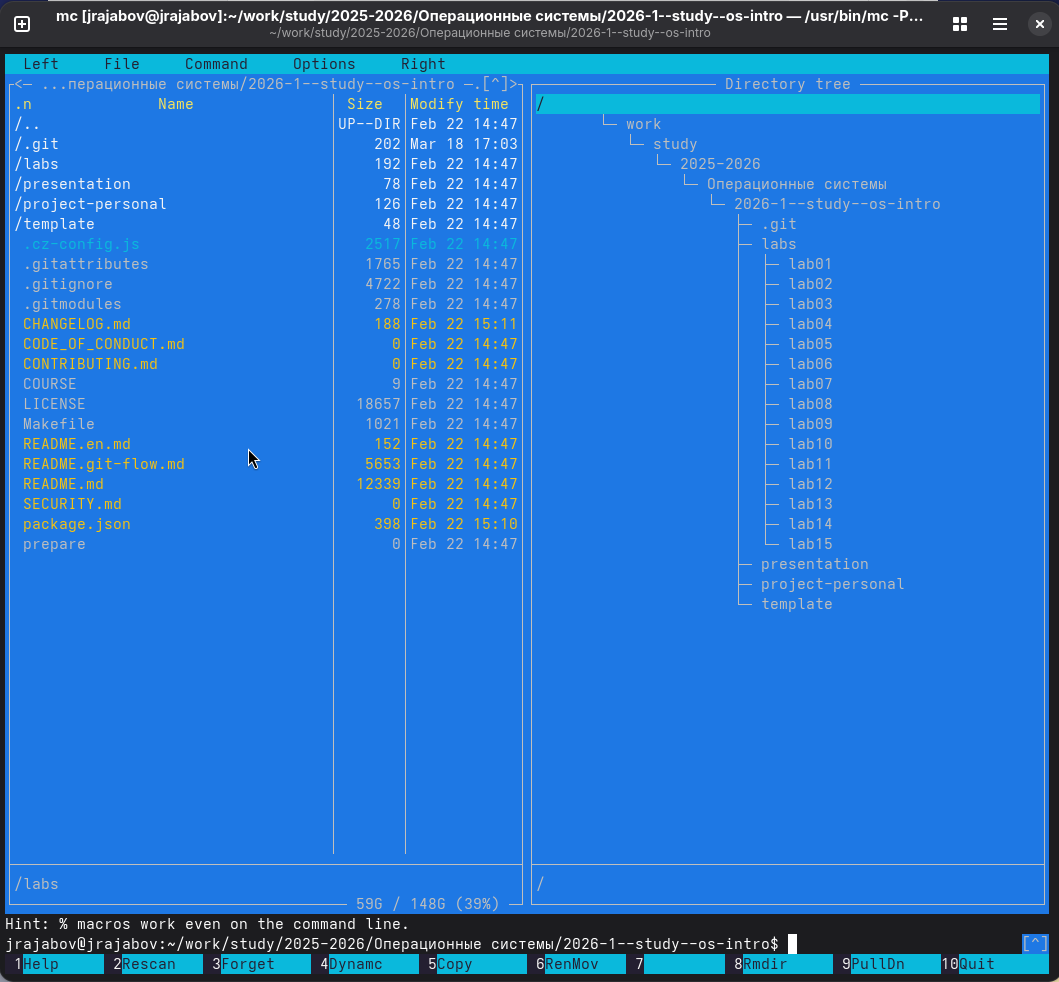 mc [jrajabov@jrajabov]:~/work/study/2025-2026/Операционные системы/2026-1--study--os-intro — /usr/bin/mc -P…
~/work/study/2025-2026/Операционные системы/2026-1--study--os-intro
Left File Command Options Right
<─ ...перационные системы/2026-1--study--os-intro ─.[^]>
.n Name Size Modify time
/.. UP--DIR Feb 22 14:47
/.git 202 Mar 18 17:03
/labs 192 Feb 22 14:47
/presentation 78 Feb 22 14:47
/project-personal 126 Feb 22 14:47
/template 48 Feb 22 14:47
.cz-config.js 2517 Feb 22 14:47
.gitattributes 1765 Feb 22 14:47
.gitignore 4722 Feb 22 14:47
.gitmodules 278 Feb 22 14:47
CHANGELOG.md 188 Feb 22 15:11
CODE_OF_CONDUCT.md 0 Feb 22 14:47
CONTRIBUTING.md 0 Feb 22 14:47
COURSE 9 Feb 22 14:47
LICENSE 18657 Feb 22 14:47
Makefile 1021 Feb 22 14:47
README.en.md 152 Feb 22 14:47
README.git-flow.md 5653 Feb 22 14:47
README.md 12339 Feb 22 14:47
SECURITY.md 0 Feb 22 14:47
package.json 398 Feb 22 15:10
prepare 0 Feb 22 14:47
/labs
59G / 148G (39%)
Directory tree
/
work
study
2025-2026
Операционные системы
2026-1--study--os-intro
.git
labs
lab01
lab02
lab03
lab04
lab05
lab06
lab07
lab08
lab09
lab10
lab11
lab12
lab13
lab14
lab15
presentation
project-personal
template
/
Hint: % macros work even on the command line.
jrajabov@jrajabov:~/work/study/2025-2026/Операционные системы/2026-1--study--os-intro$ [^]
1Help 2Rescan 3Forget 4Dynamc 5Copy 6RenMov 7 8Rmdir 9PullDn 10Quit